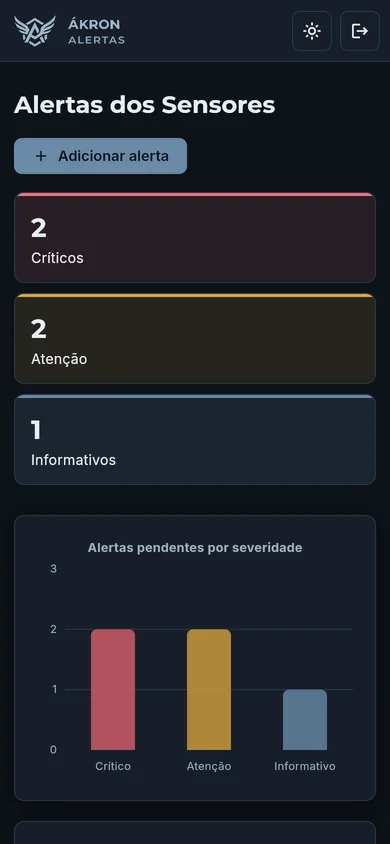 ÁKRON
ALERTAS
Alertas dos Sensores
+ Adicionar alerta
2
Críticos
2
Atenção
1
Informativos
Alertas pendentes por severidade
3
2
1
0
Crítico Atenção Informativo